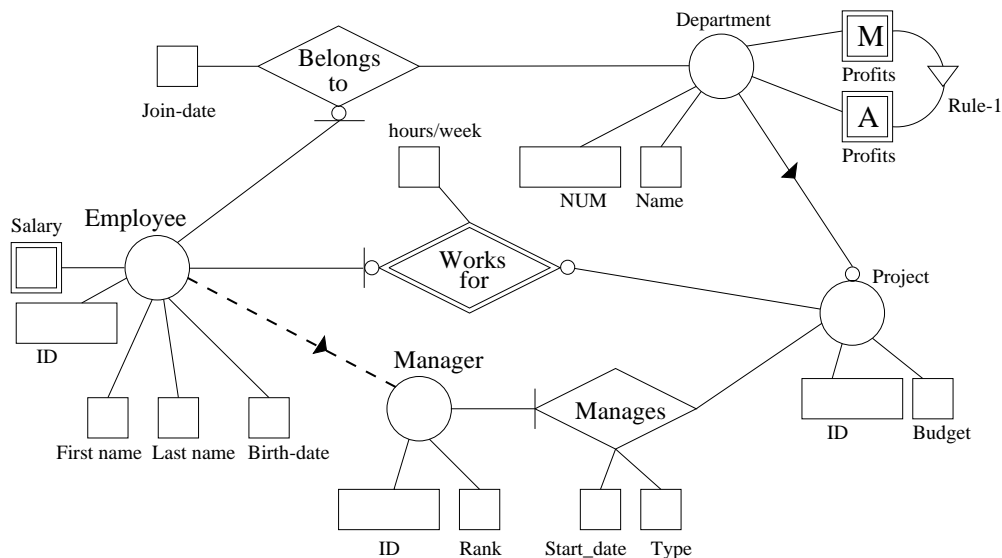 Department
M
Profits
Rule-1
A
Profits
Belongs
to
Join-date
hours/week
NUM
Name
Salary
Employee
Works
for
Project
ID
Manager
Manages
ID
Budget
First name
Last name
Birth-date
ID
Rank
Start_date
Type